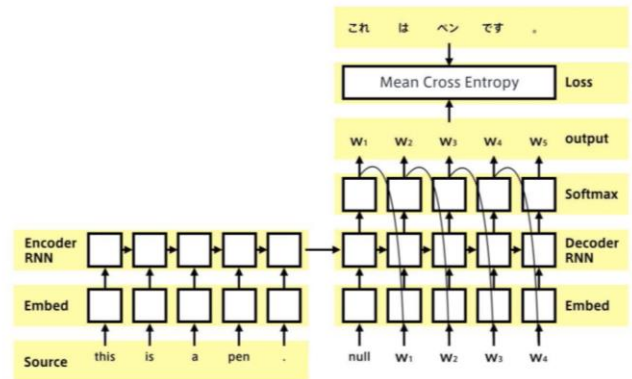 これ は ペン です 。
Mean Cross Entropy Loss
w₁ w₂ w₃ w₄ w₅ output
Softmax
Encoder RNN
Decoder RNN
Embed
Embed
Source this is a pen .
null w₁ w₂ w₃ w₄